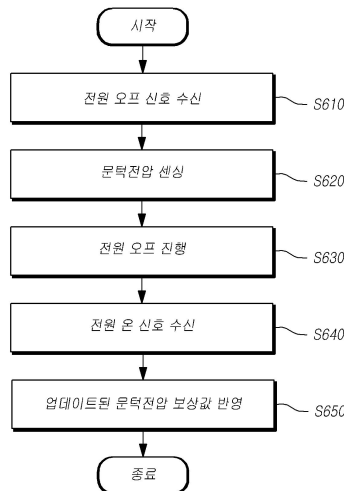 시작
전원 오프 신호 수신
S610
문턱전압 센싱
S620
전원 오프 진행
S630
전원 온 신호 수신
S640
업데이트된 문턱전압 보상값 반영
S650
종료